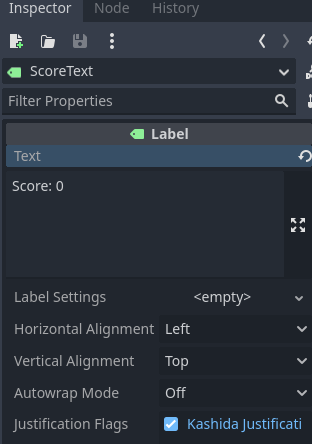 Inspector Node History
ScoreText
Filter Properties
Label
Text
Score: 0
Label Settings <empty>
Horizontal Alignment Left
Vertical Alignment Top
Autowrap Mode Off
Justification Flags Kashida Justificati